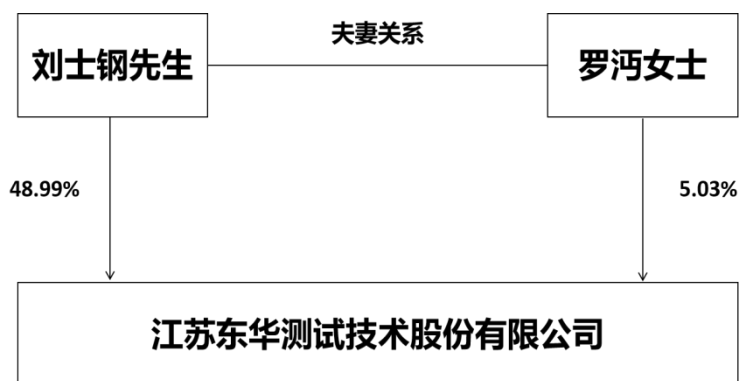 夫妻关系
刘士钢先生
罗沔女士
48.99%
5.03%
江苏东华测试技术股份有限公司